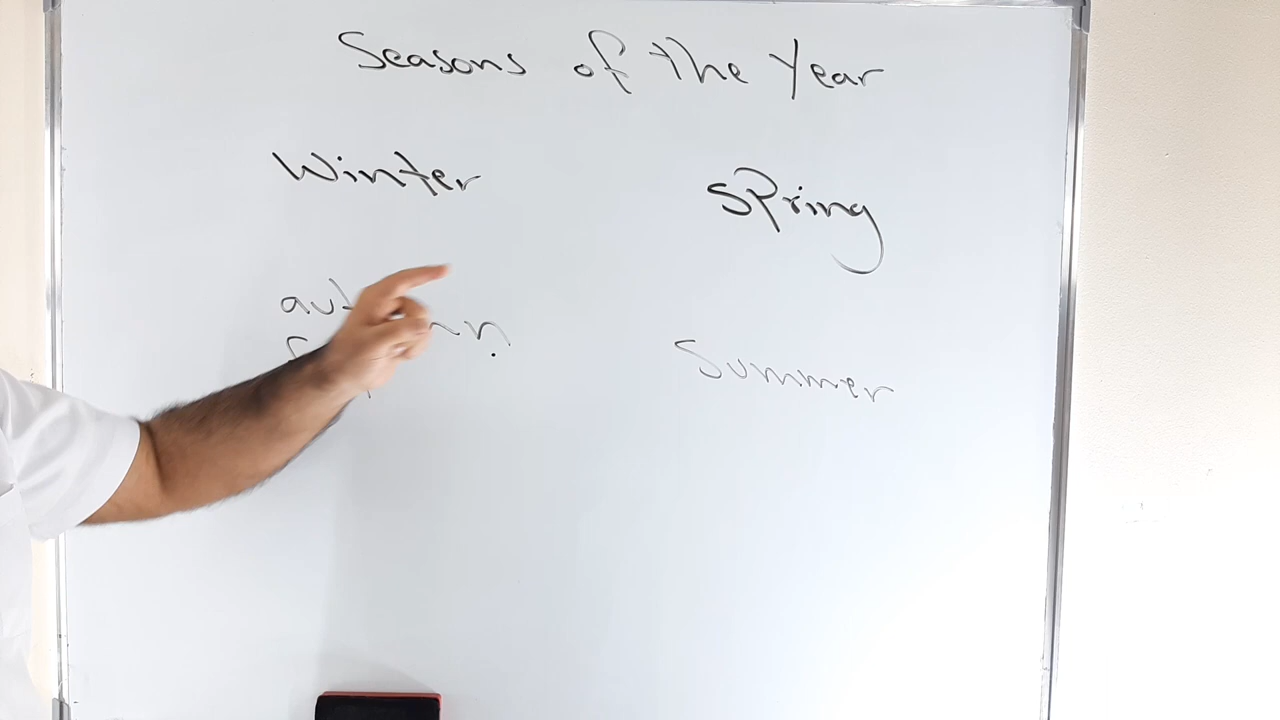 Seasons of the Year
Winter
Spring
Summer